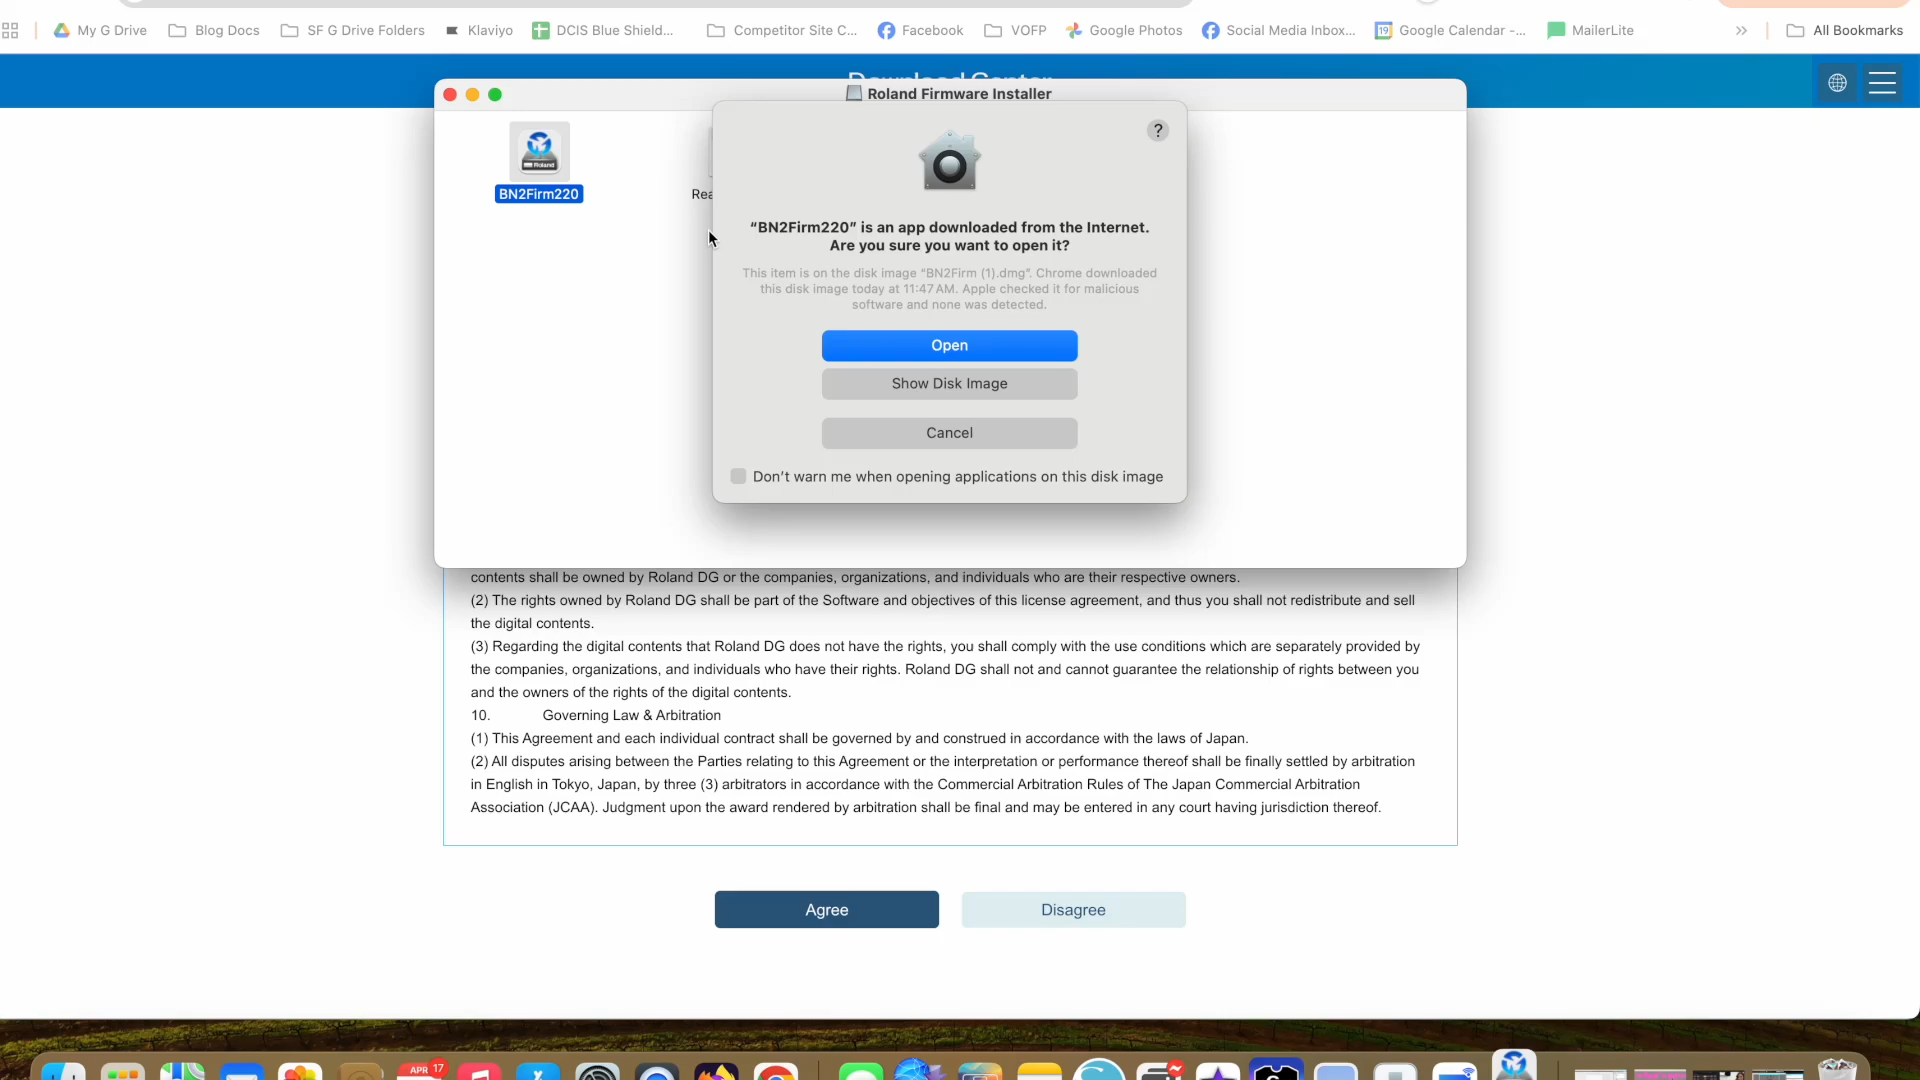 My G Drive
Blog Docs
SF G Drive Folders
Klaviyo
DCIS Blue Shield...
Competitor Site C...
Facebook
VOFP
Google Photos
Social Media Inbox...
19
Google Calendar -...
MailerLite
»
All Bookmarks
Download Center
Roland Firmware Installer
?
Roland
BN2Firm220
Rea
“BN2Firm220” is an app downloaded from the Internet.
Are you sure you want to open it?
This item is on the disk image “BN2Firm (1).dmg”. Chrome downloaded
this disk image today at 11:47 AM. Apple checked it for malicious
software and none was detected.
Open
Show Disk Image
Cancel
Don’t warn me when opening applications on this disk image
contents shall be owned by Roland DG or the companies, organizations, and individuals who are their respective owners.
(2) The rights owned by Roland DG shall be part of the Software and objectives of this license agreement, and thus you shall not redistribute and sell
the digital contents.
(3) Regarding the digital contents that Roland DG does not have the rights, you shall comply with the use conditions which are separately provided by
the companies, organizations, and individuals who have their rights. Roland DG shall not and cannot guarantee the relationship of rights between you
and the owners of the rights of the digital contents.
10. Governing Law & Arbitration
(1) This Agreement and each individual contract shall be governed by and construed in accordance with the laws of Japan.
(2) All disputes arising between the Parties relating to this Agreement or the interpretation or performance thereof shall be finally settled by arbitration
in English in Tokyo, Japan, by three (3) arbitrators in accordance with the Commercial Arbitration Rules of The Japan Commercial Arbitration
Association (JCAA). Judgment upon the award rendered by arbitration shall be final and may be entered in any court having jurisdiction thereof.
Agree
Disagree
APR 17